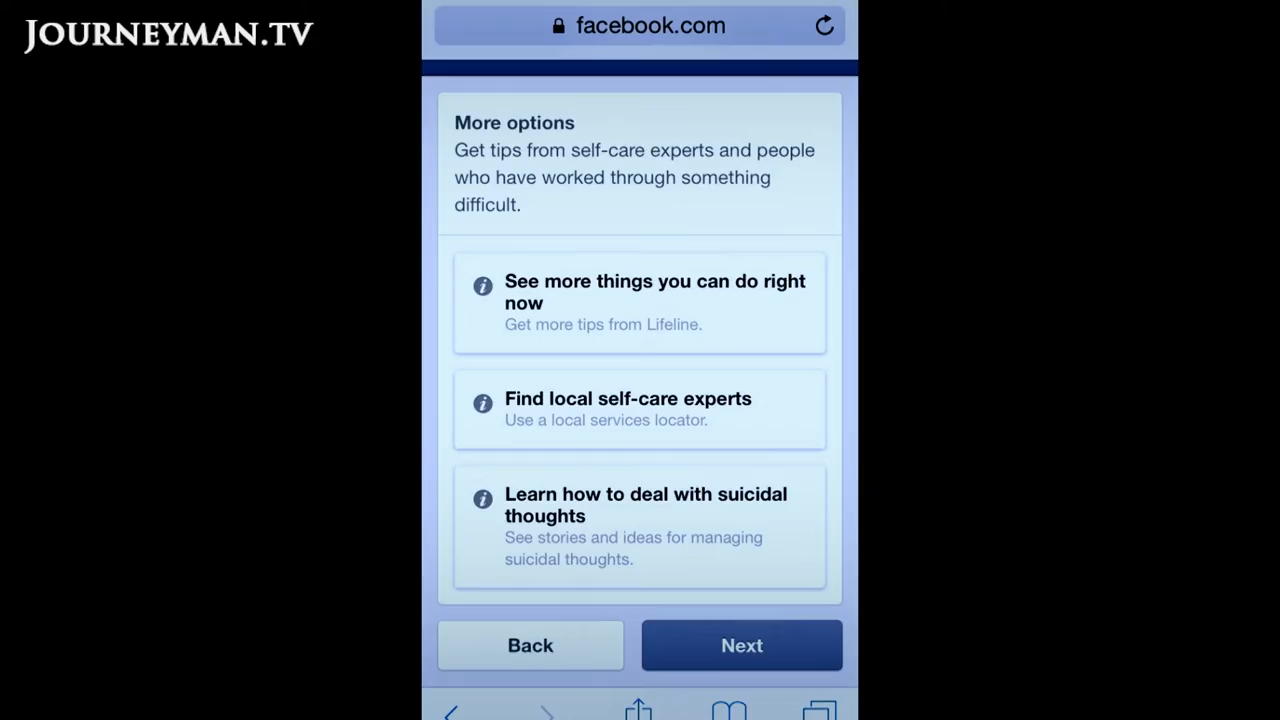 JOURNEYMAN.TV
facebook.com
More options
Get tips from self-care experts and people
who have worked through something
difficult.
See more things you can do right
now
Get more tips from Lifeline.
Find local self-care experts
Use a local services locator.
Learn how to deal with suicidal
thoughts
See stories and ideas for managing
suicidal thoughts.
Back
Next